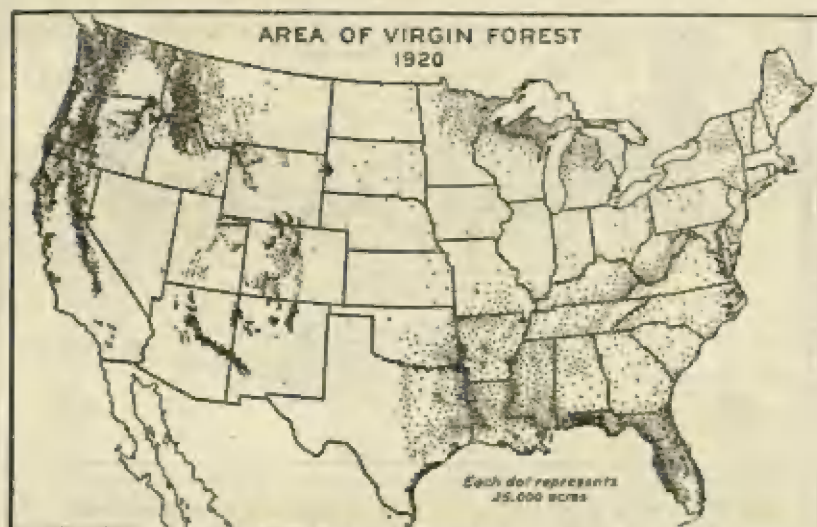 AREA OF VIRGIN FOREST
1920
Each dot represents
25,000 acres